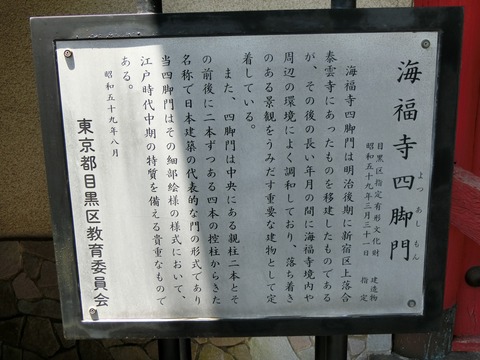 海福寺四脚門
よつあしもん
目黒区指定有形文化財 建造物
昭和五十九年三月三十一日 指定
海福寺四脚門は明治後期に新宿区上落合
泰雲寺にあったものを移建したものである
が、その後の長い年月の間に海福寺境内や
周辺の環境によく調和しており、落ち着き
のある景観をうみだす重要な建物として定
着している。
また、四脚門は中央にある親柱二本とそ
の前後に二本ずつある四本の控柱からきた
名称で日本建築の代表的な門の形式であり
当四脚門はその細部絵様の様式において、
江戸時代中期の特質を備える貴重なもので
ある。
昭和五十九年八月
東京都目黒区教育委員会